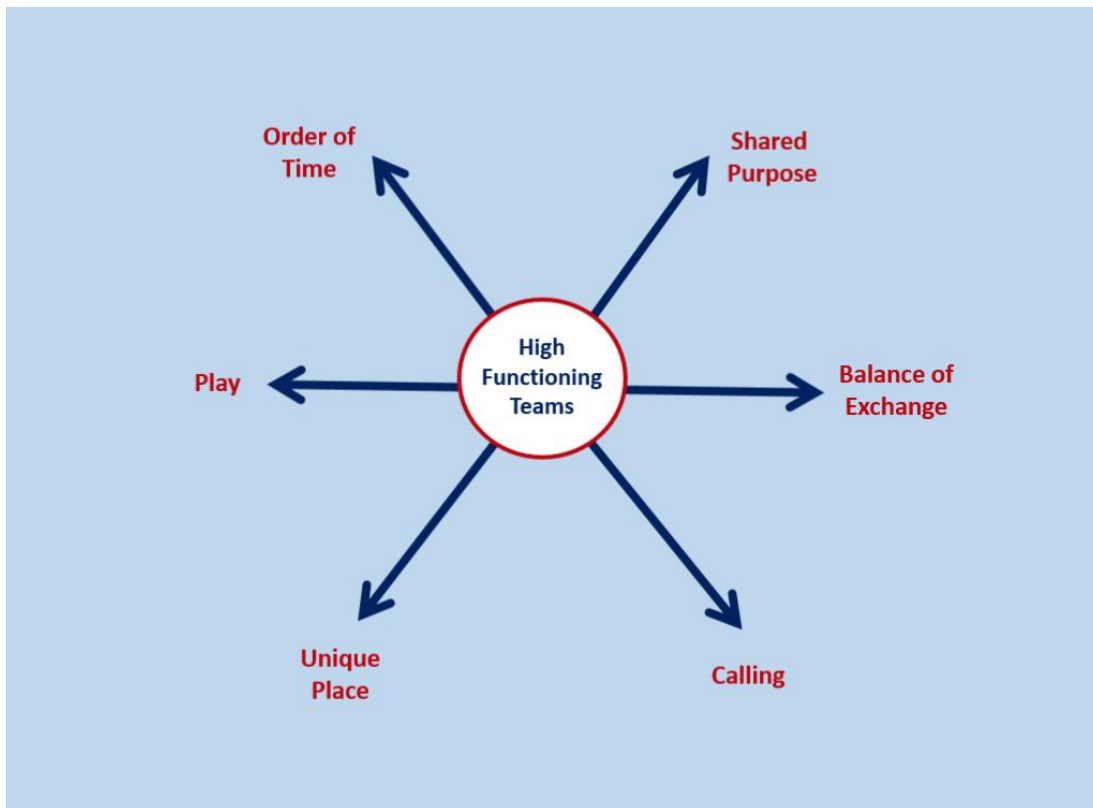 Order of
Time
Shared
Purpose
High
Functioning
Teams
Play
Balance of
Exchange
Unique
Place
Calling